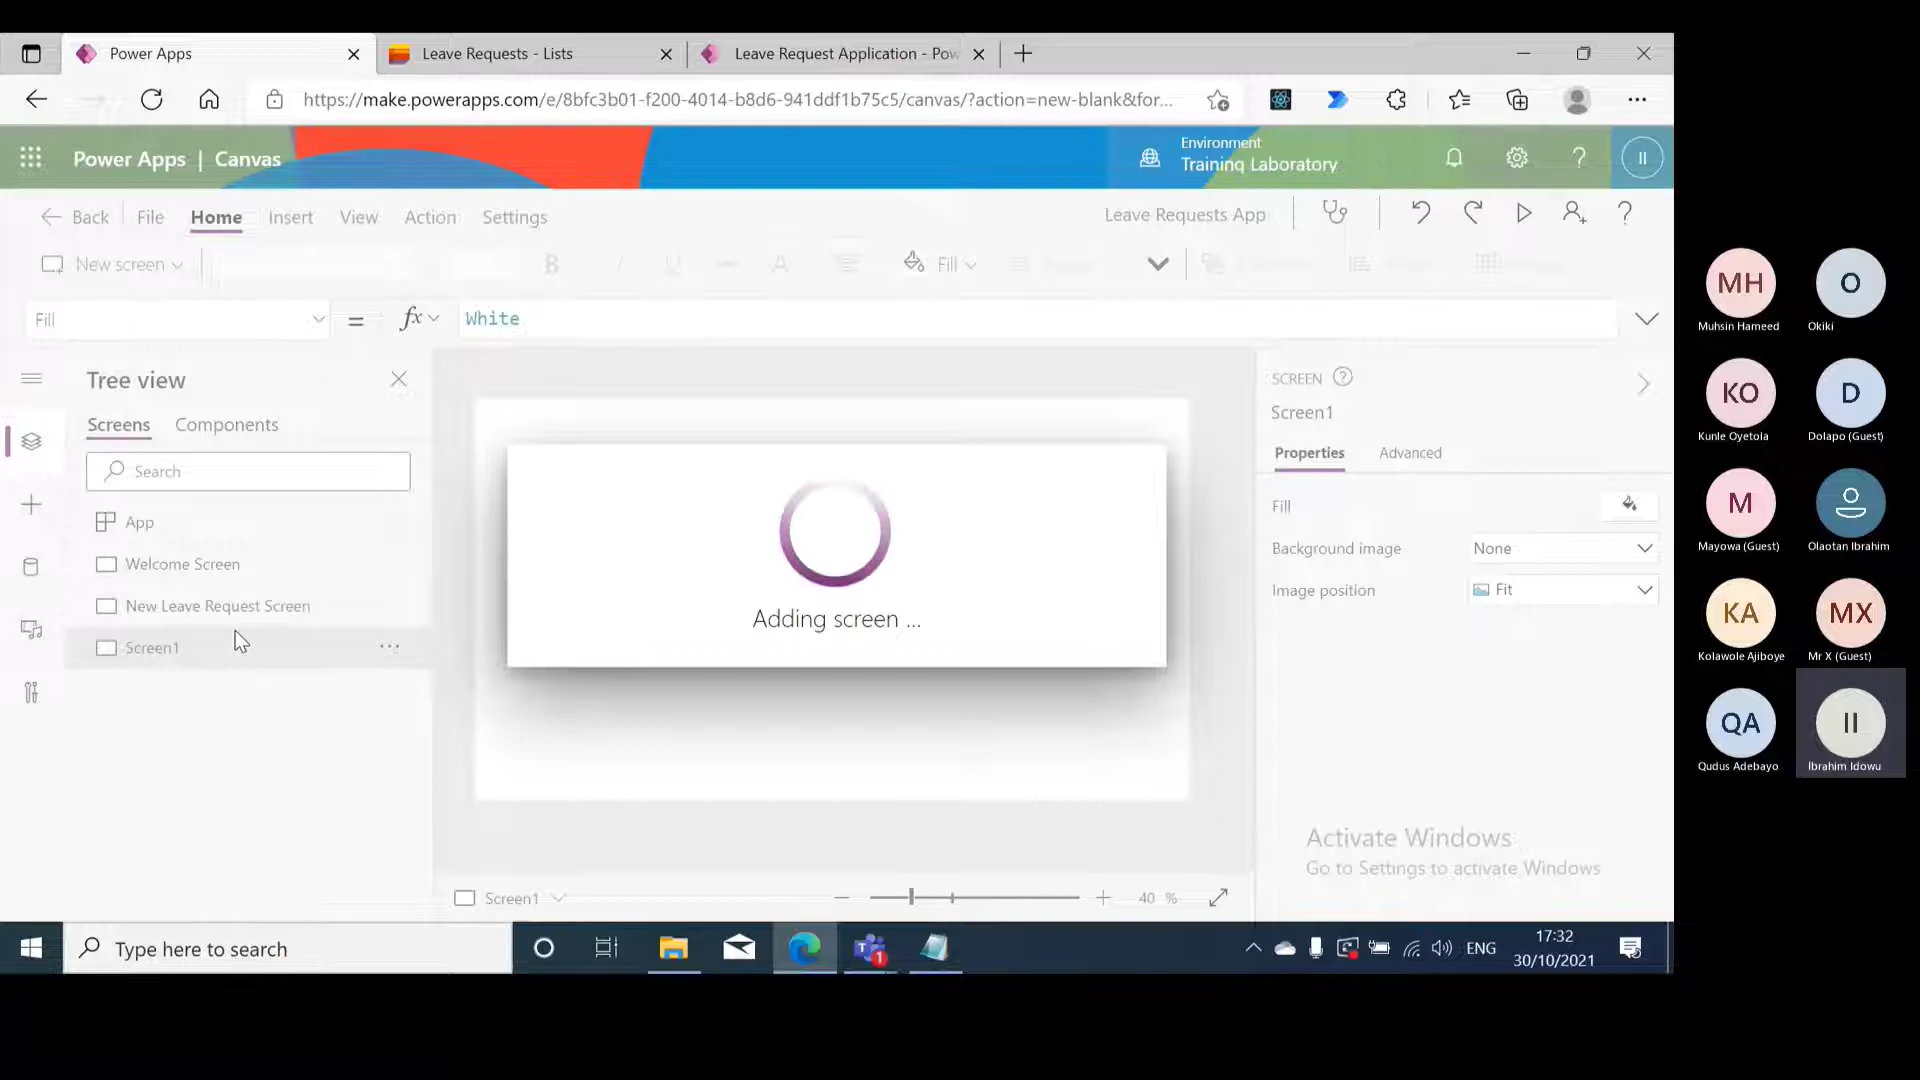 Power Apps
Leave Requests - Lists
Leave Request Application - Pow
https://make.powerapps.com/e/8bfc3b01-f200-4014-b8d6-941ddf1b75c5/canvas/?action=new-blank&for...
Power Apps | Canvas
Environment
Training Laboratory
II
Back
File
Home
Insert
View
Action
Settings
Leave Requests App
New screen
B
I
U
A
Fill
Fill
=
fx
White
Tree view
Screens
Components
Search
App
Welcome Screen
New Leave Request Screen
Screen1
Adding screen ...
SCREEN
Screen1
Properties
Advanced
Fill
Background image
None
Image position
Fit
Activate Windows
Go to Settings to activate Windows
Screen1
40 %
Type here to search
1
ENG
17:32
30/10/2021
MH
Muhsin Hameed
O
Okiki
KO
Kunle Oyetola
D
Dolapo (Guest)
M
Mayowa (Guest)
Olaotan Ibrahim
KA
Kolawole Ajiboye
MX
Mr X (Guest)
QA
Qudus Adebayo
II
Ibrahim Idowu